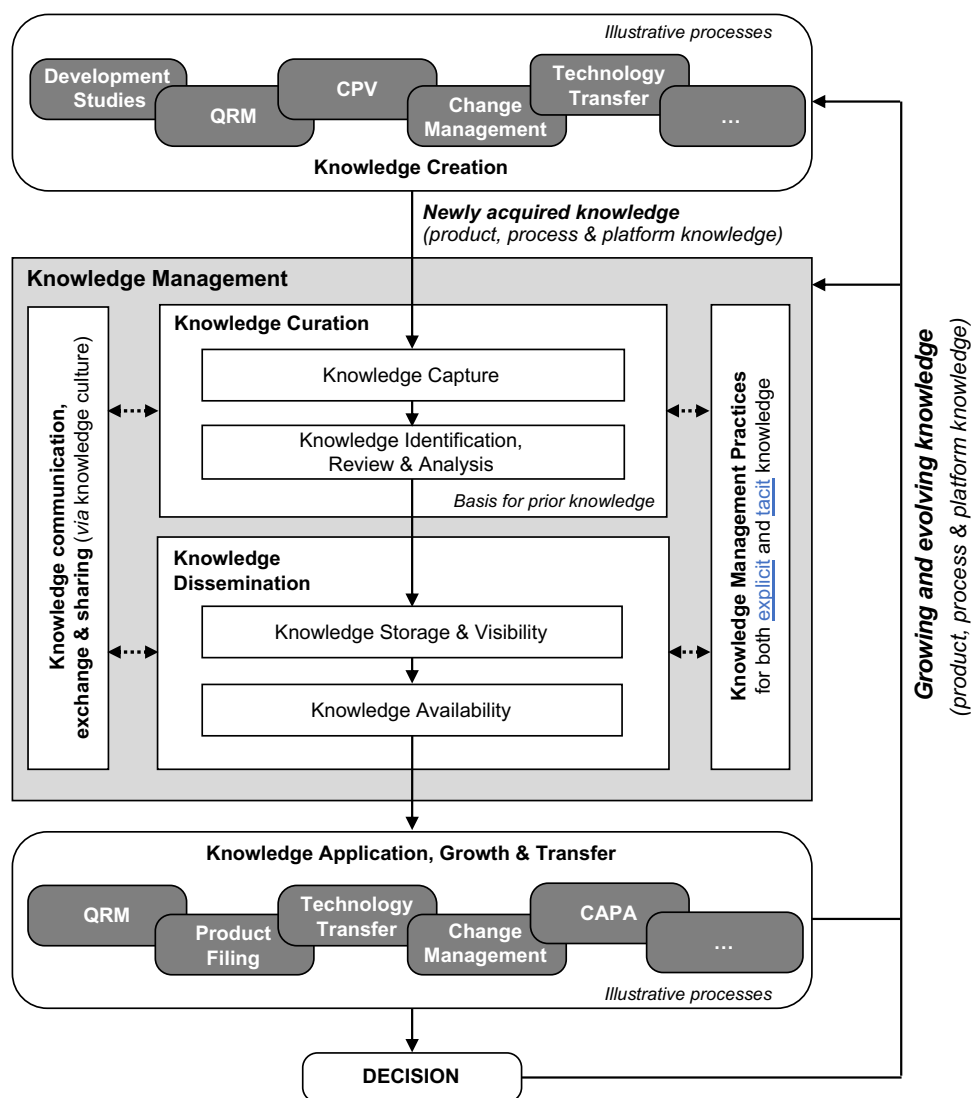 Illustrative processes
Development
Studies
QRM
CPV
Change
Management
Technology
Transfer
…
Knowledge Creation
Newly acquired knowledge
(product, process & platform knowledge)
Knowledge Management
Knowledge communication,
exchange & sharing (via knowledge culture)
Knowledge Curation
Knowledge Capture
Knowledge Identification,
Review & Analysis
Basis for prior knowledge
Knowledge
Dissemination
Knowledge Storage & Visibility
Knowledge Availability
Knowledge Management Practices
for both explicit and tacit knowledge
Growing and evolving knowledge
(product, process & platform knowledge)
Knowledge Application, Growth & Transfer
QRM
Product
Filing
Technology
Transfer
Change
Management
CAPA
…
Illustrative processes
DECISION